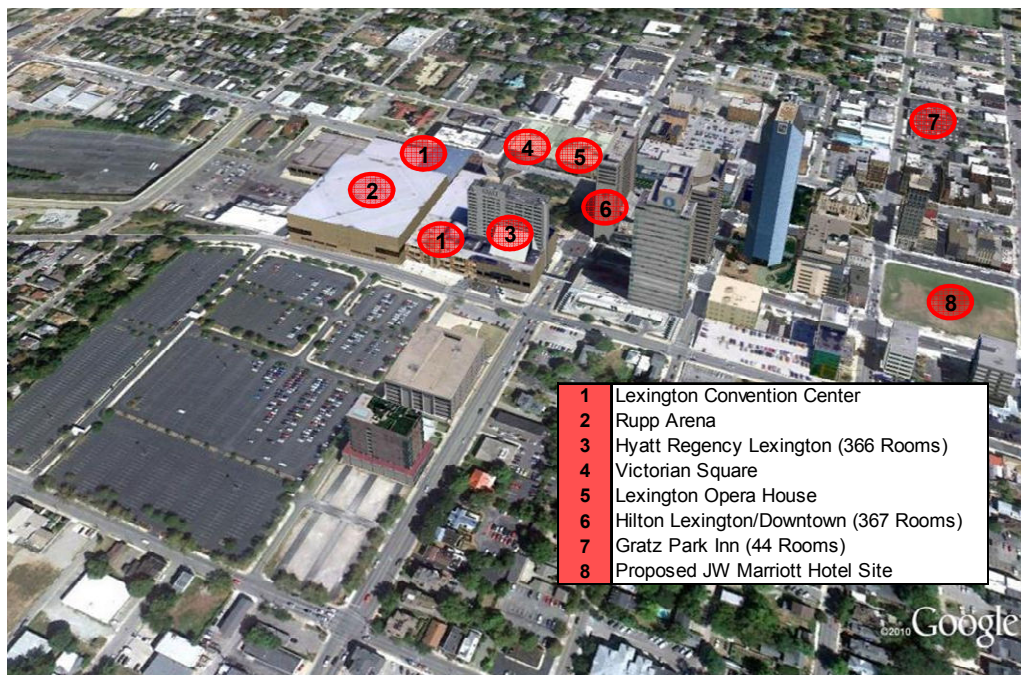 1
4
5
7
2
6
1
3
8
1 Lexington Convention Center
2 Rupp Arena
3 Hyatt Regency Lexington (366 Rooms)
4 Victorian Square
5 Lexington Opera House
6 Hilton Lexington/Downtown (367 Rooms)
7 Gratz Park Inn (44 Rooms)
8 Proposed JW Marriott Hotel Site
©2010 Google